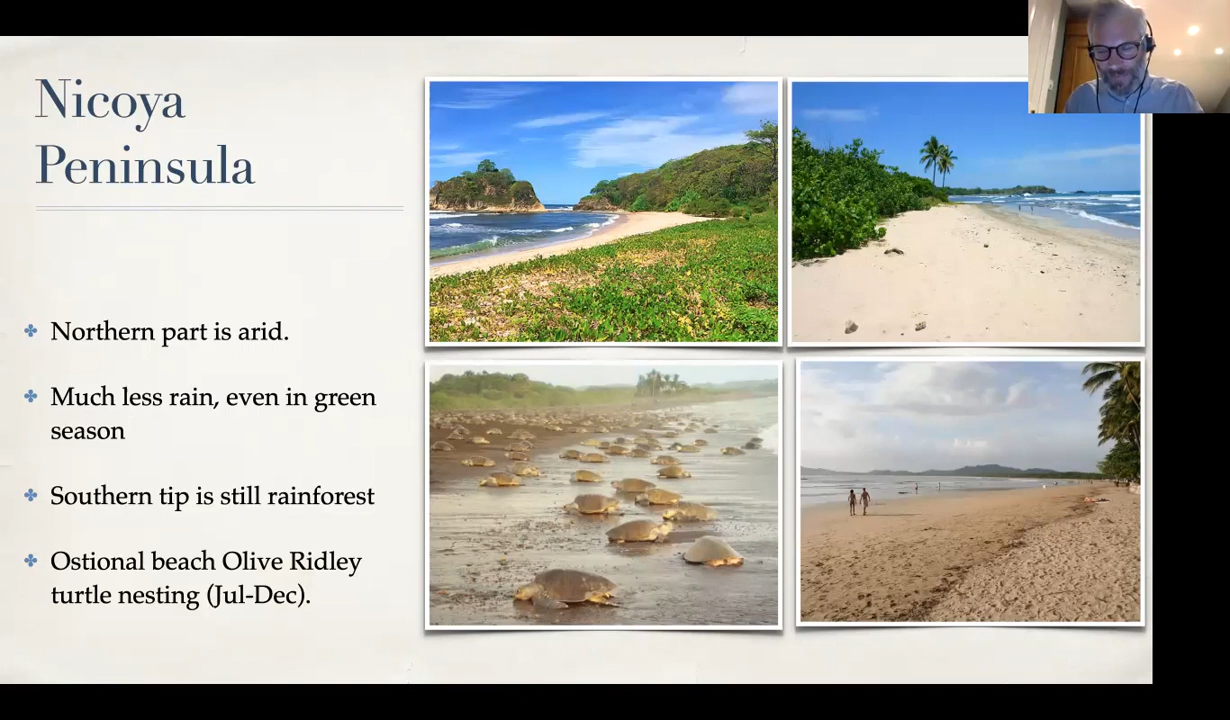 Nicoya
Peninsula
Northern part is arid.
Much less rain, even in green
season
Southern tip is still rainforest
Ostional beach Olive Ridley
turtle nesting (Jul-Dec).